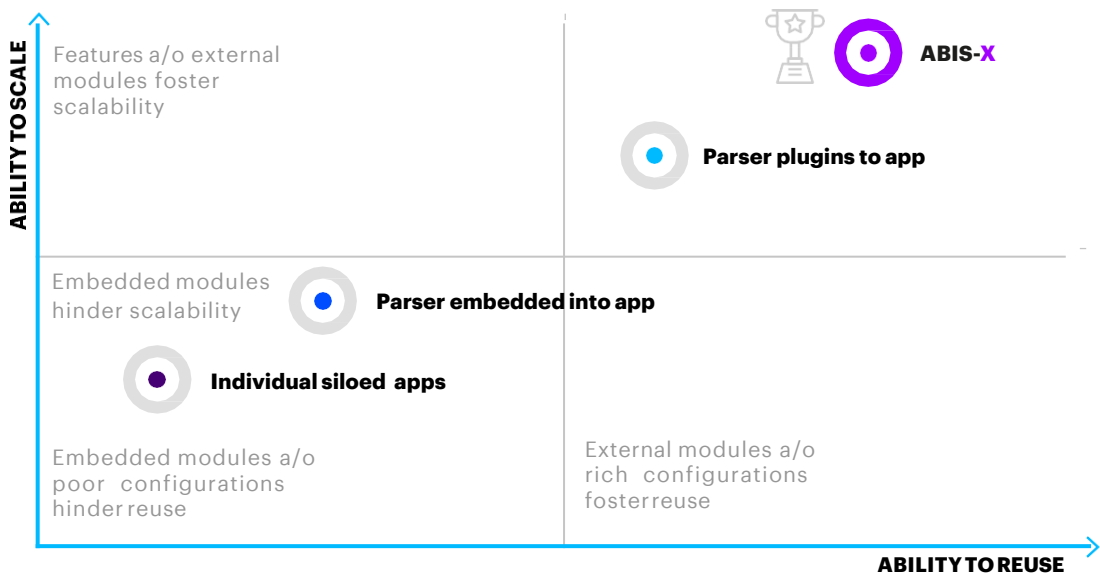 ABILITY TO SCALE
Features a/o external
modules foster
scalability
ABIS-X
Parser plugins to app
Embedded modules
hinder scalability
Parser embedded into app
Individual siloed apps
Embedded modules a/o
poor configurations
hinder reuse
External modules a/o
rich configurations
foster reuse
ABILITY TO REUSE